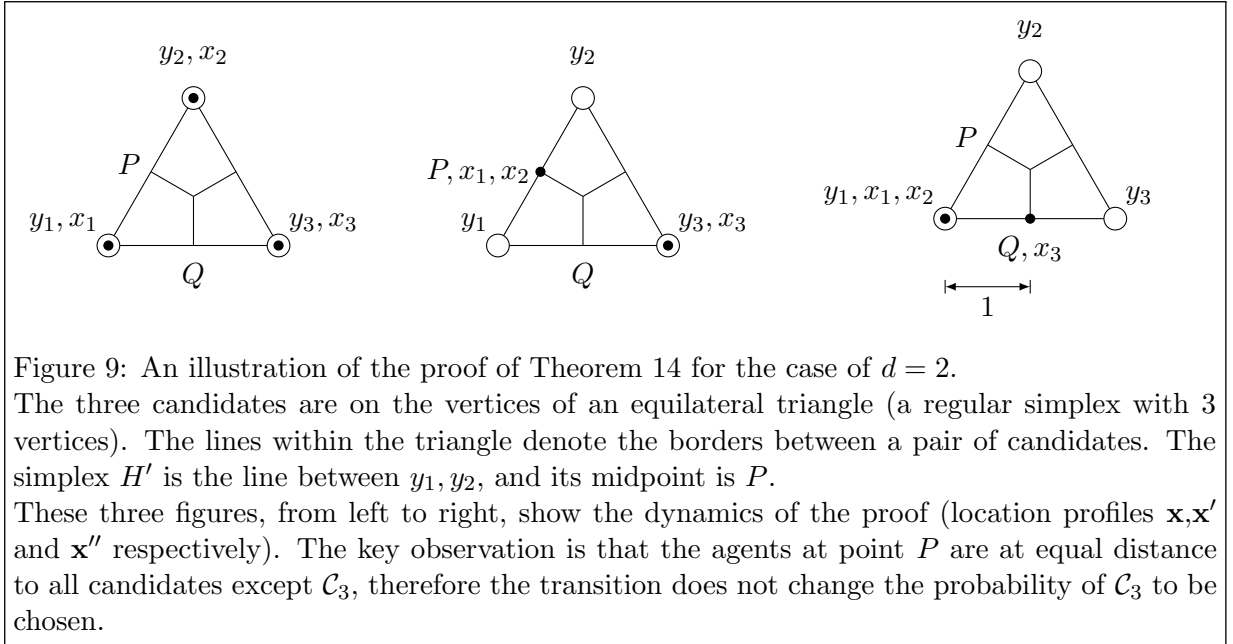 y₂, x₂
P
y₁, x₁
y₃, x₃
Q
y₂
P, x₁, x₂
y₁
y₃, x₃
Q
y₂
P
y₁, x₁, x₂
y₃
Q, x₃
1
Figure 9: An illustration of the proof of Theorem 14 for the case of d = 2.
The three candidates are on the vertices of an equilateral triangle (a regular simplex with 3
vertices). The lines within the triangle denote the borders between a pair of candidates. The
simplex H′ is the line between y₁, y₂, and its midpoint is P.
These three figures, from left to right, show the dynamics of the proof (location profiles x,x′
and x′′ respectively). The key observation is that the agents at point P are at equal distance
to all candidates except 𝒞₃, therefore the transition does not change the probability of 𝒞₃ to be
chosen.